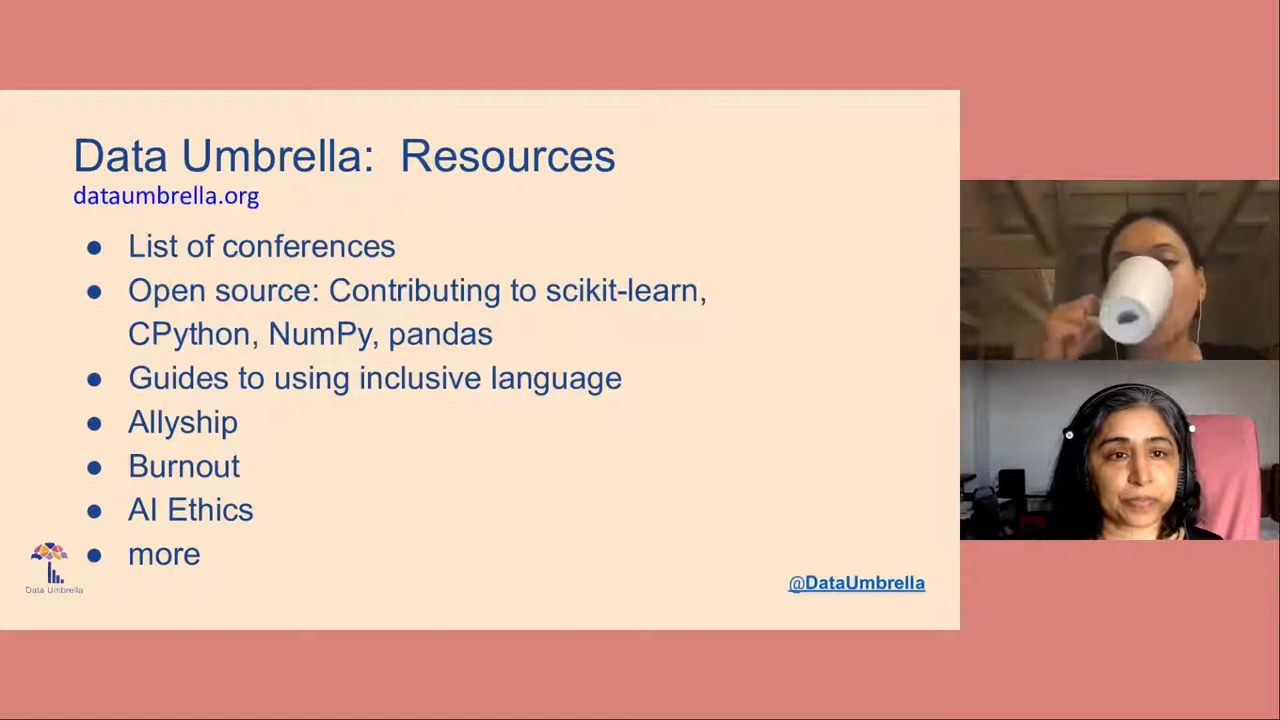 Data Umbrella:  Resources
dataumbrella.org
● List of conferences
● Open source: Contributing to scikit-learn,
CPython, NumPy, pandas
● Guides to using inclusive language
● Allyship
● Burnout
● AI Ethics
● more
Data Umbrella
@DataUmbrella